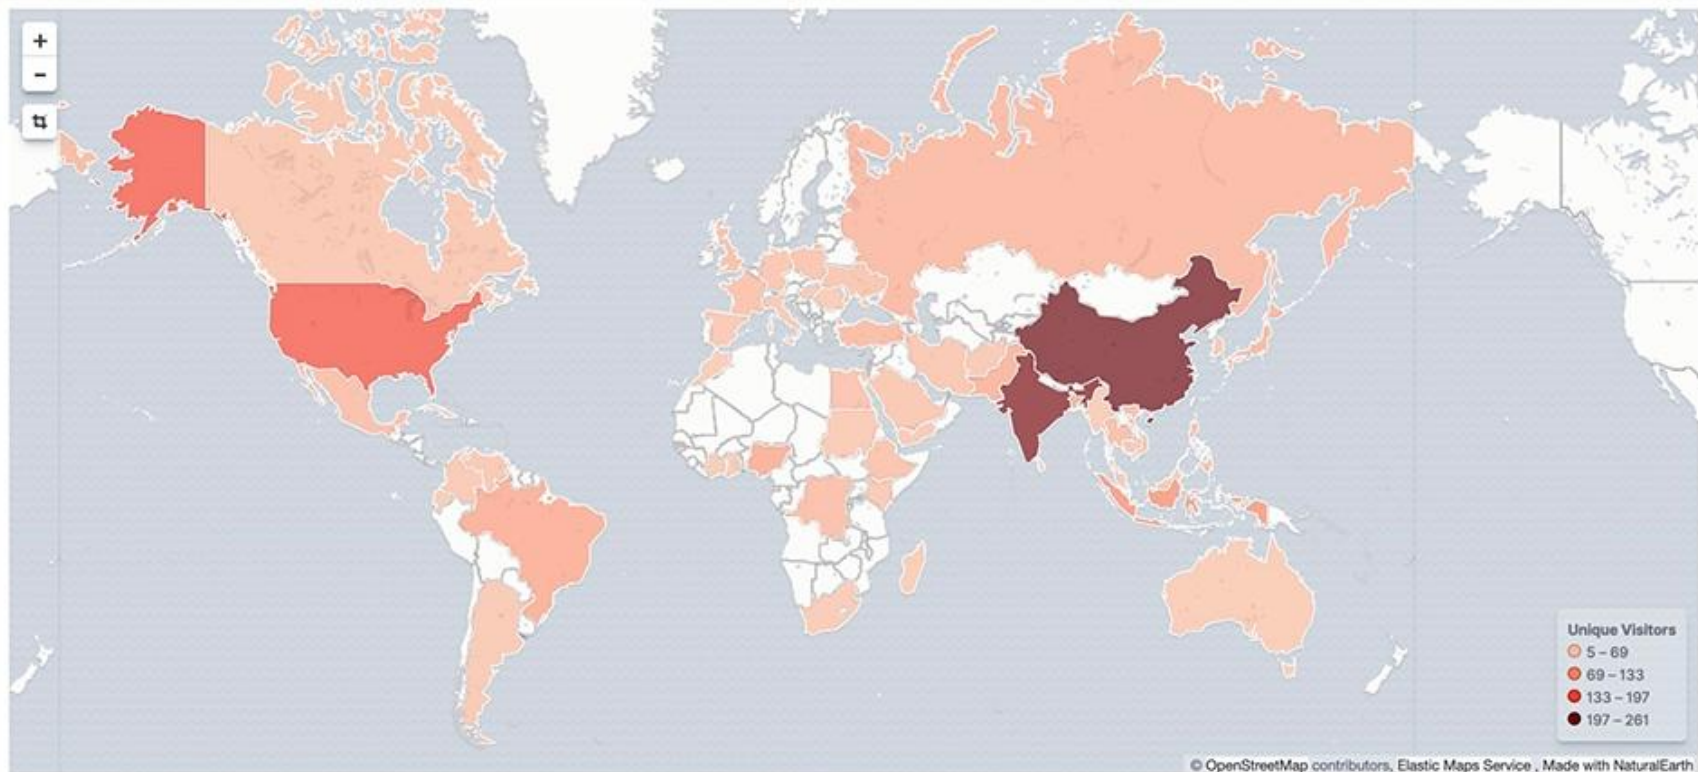 +
−
Unique Visitors
5 – 69
69 – 133
133 – 197
197 – 261
© OpenStreetMap contributors, Elastic Maps Service , Made with NaturalEarth